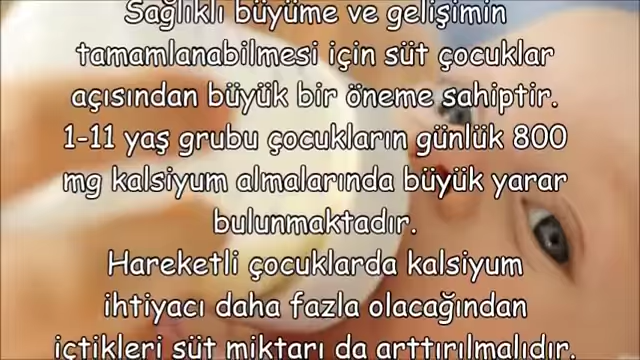 Sağlıklı büyüme ve gelişimin
tamamlanabilmesi için süt çocuklar
açısından büyük bir öneme sahiptir.
1-11 yaş grubu çocukların günlük 800
mg kalsiyum almalarında büyük yarar
bulunmaktadır.
Hareketli çocuklarda kalsiyum
ihtiyacı daha fazla olacağından
içtikleri süt miktarı da arttırılmalıdır.